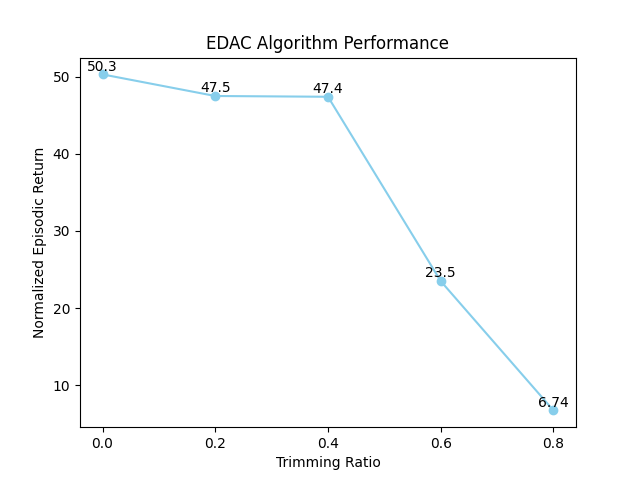 EDAC Algorithm Performance
50.3
47.5
47.4
23.5
6.74
50
40
30
20
10
Normalized Episodic Return
0.0 0.2 0.4 0.6 0.8
Trimming Ratio